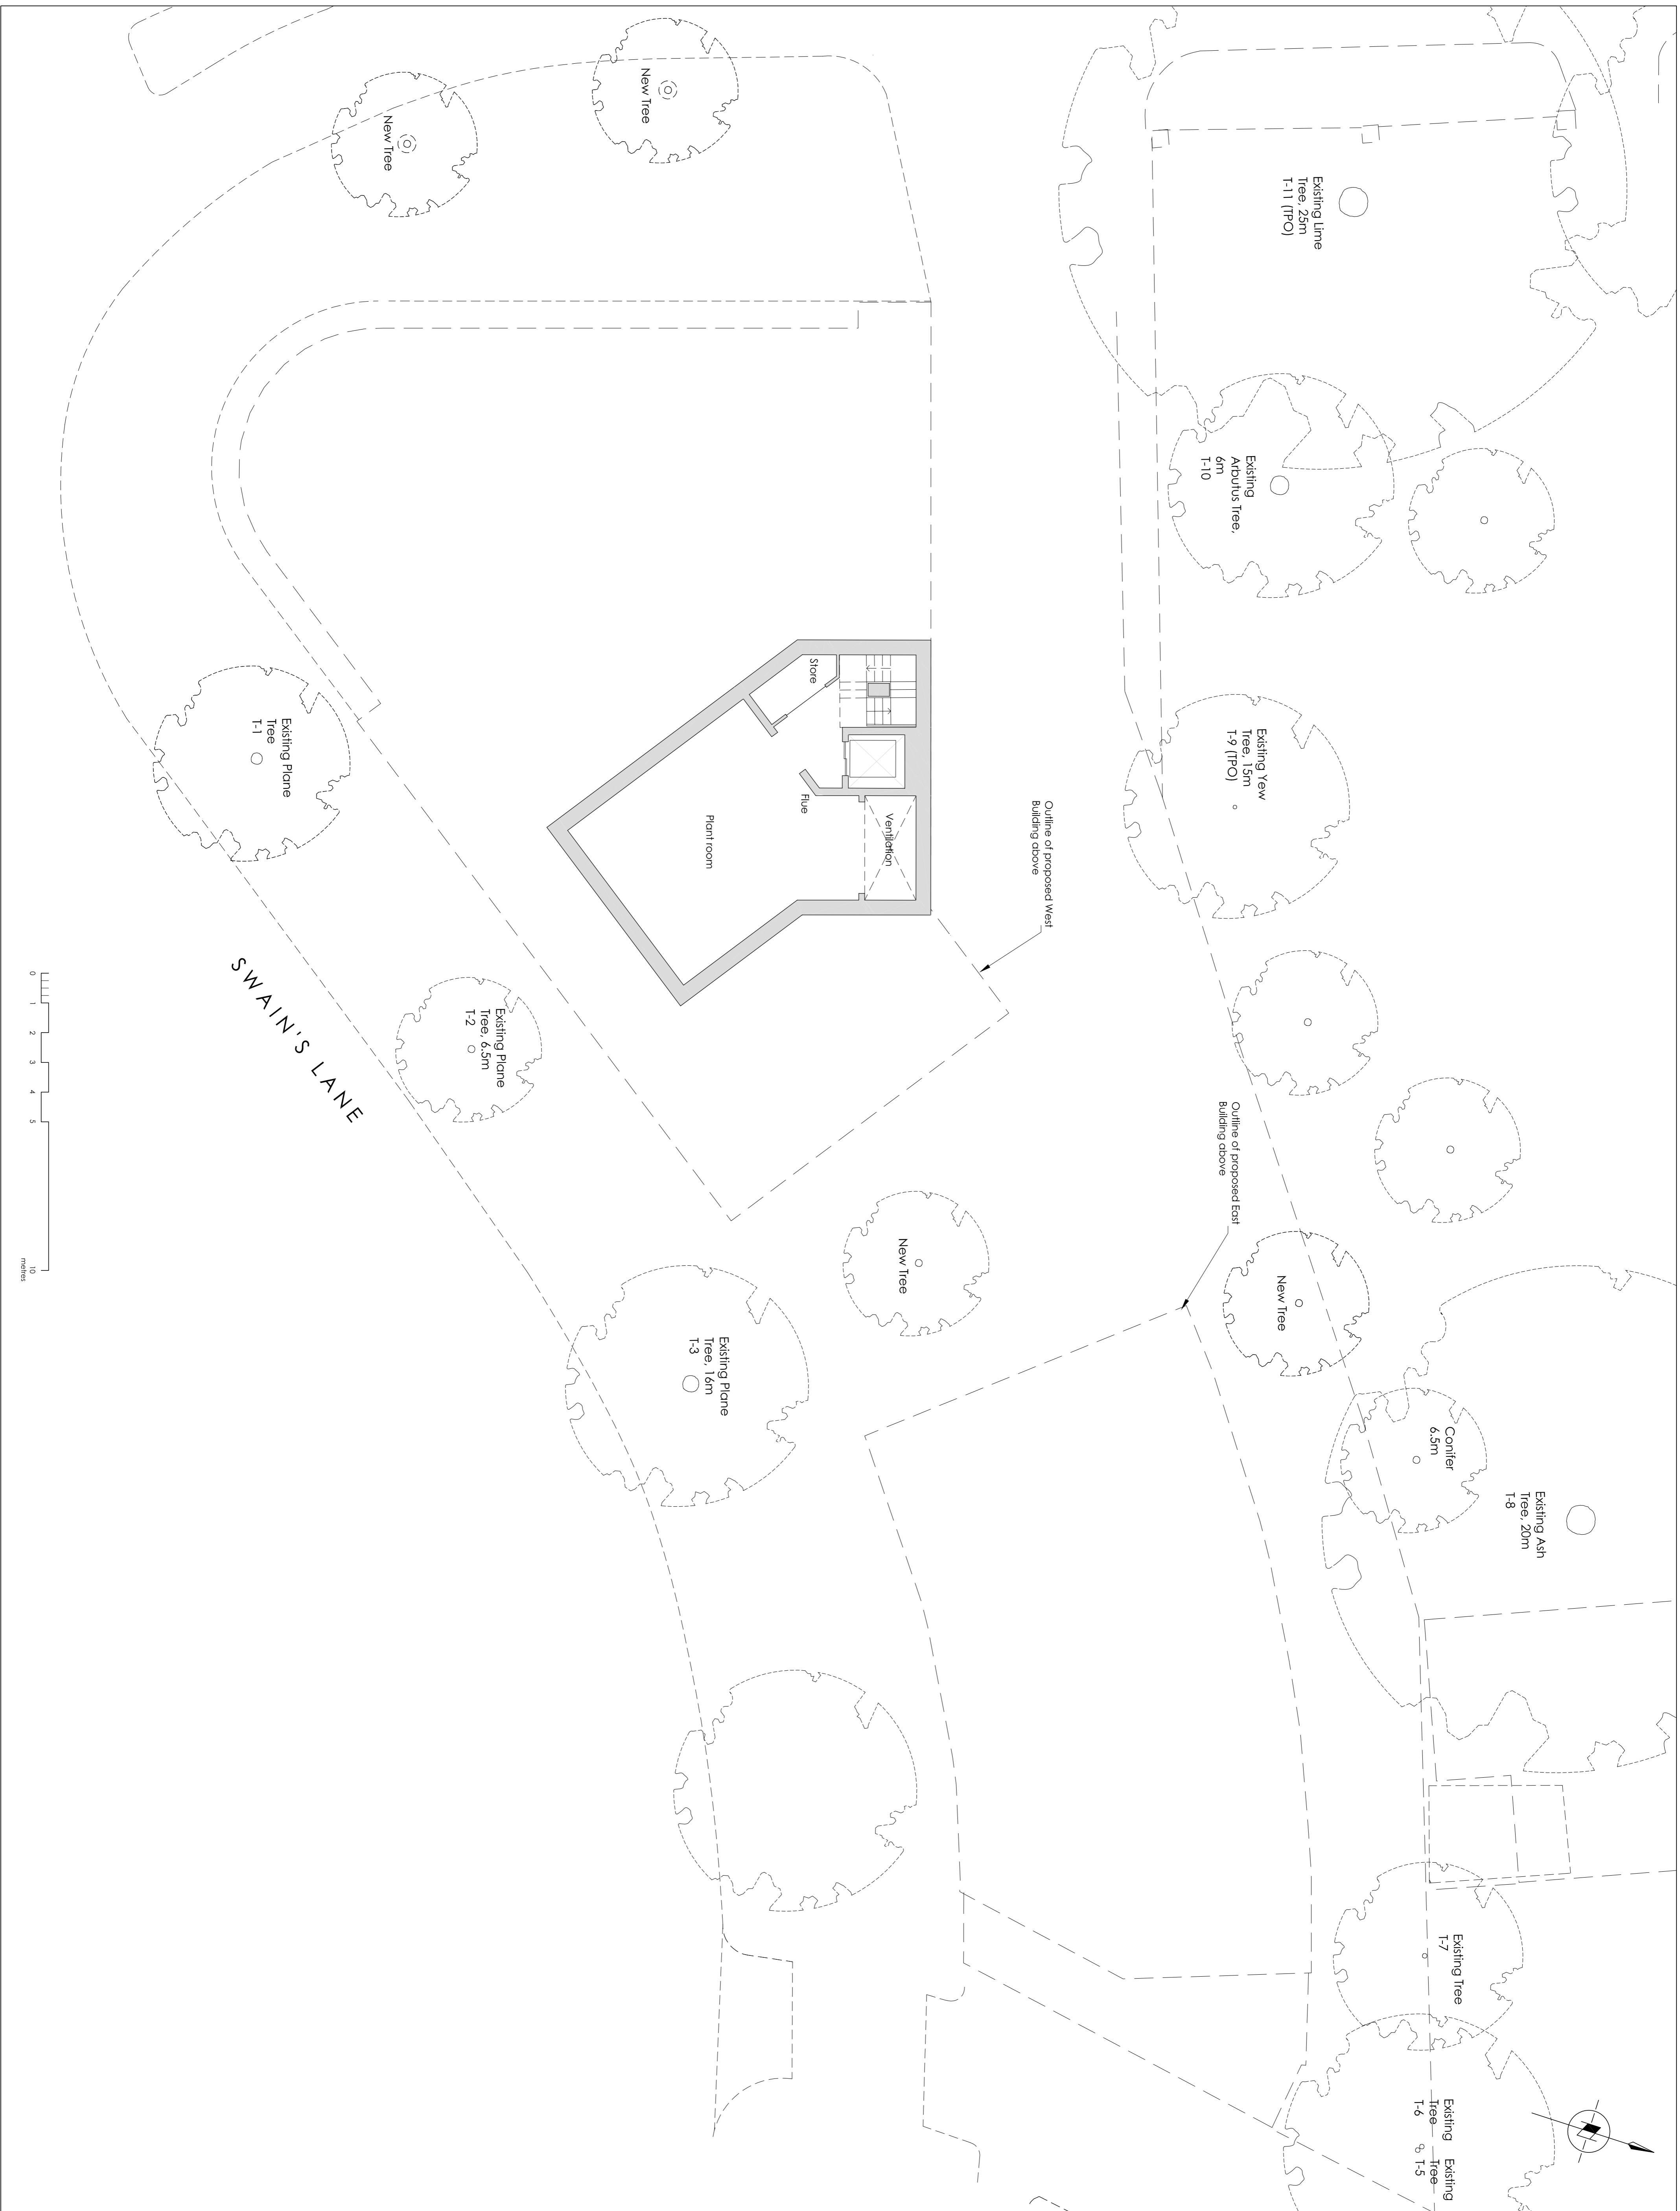 Existing Lime
Tree, 25m
T-11 (TPO)
Existing
Arbutus Tree,
6m
T-10
Existing Yew
Tree, 15m
T-9 (TPO)
Outline of proposed West
Building above
Outline of proposed East
Building above
New Tree
Conifer
6.5m
Existing Ash
Tree, 20m
T-8
Existing Tree
T-7
Existing
Tree
T-6
Existing
Tree
T-5
New Tree
New Tree
Store
Flue
Ventilation
Plant room
New Tree
Existing Plane
Tree
T-1
Existing Plane
Tree, 6.5m
T-2
Existing Plane
Tree, 16m
T-3
SWAIN'S LANE
0 1 2 3 4 5 10
metres